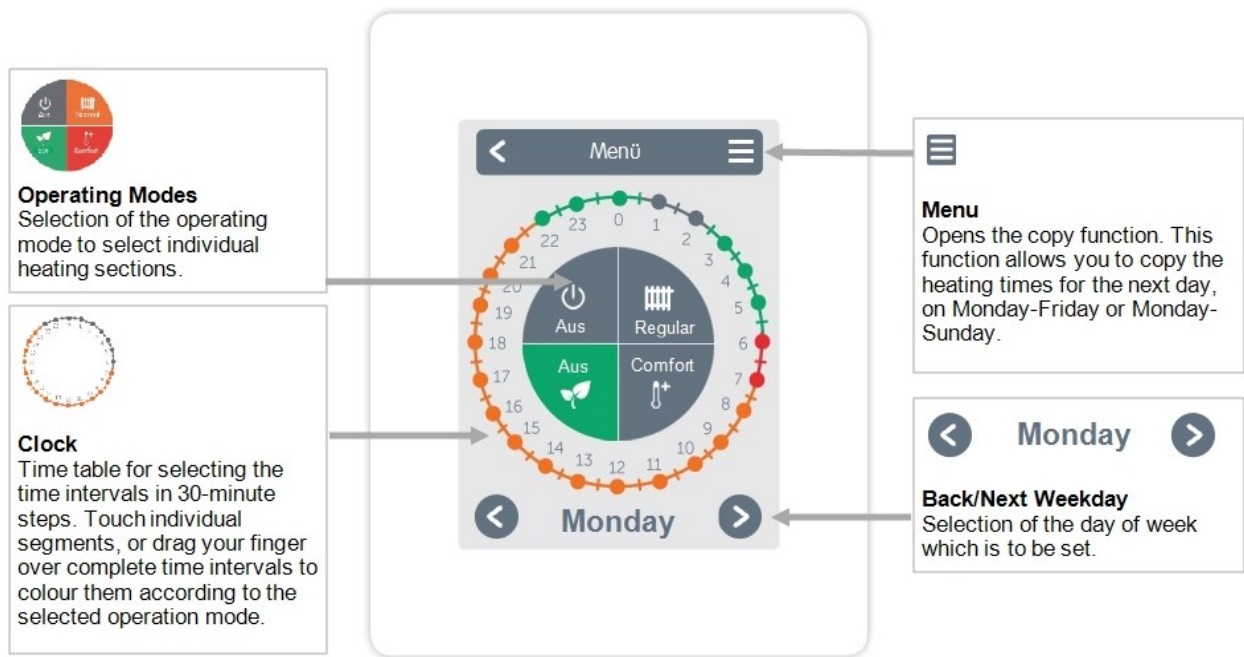 Aus
Normal
Eco
Komfort
Operating Modes
Selection of the operating
mode to select individual
heating sections.
Clock
Time table for selecting the
time intervals in 30-minute
steps. Touch individual
segments, or drag your finger
over complete time intervals to
colour them according to the
selected operation mode.
Menü
0
1
2
3
4
5
6
7
8
9
10
11
12
13
14
15
16
17
18
19
20
21
22
23
Aus
Regular
Aus
Comfort
Monday
Menu
Opens the copy function. This
function allows you to copy the
heating times for the next day,
on Monday-Friday or Monday-
Sunday.
Monday
Back/Next Weekday
Selection of the day of week
which is to be set.